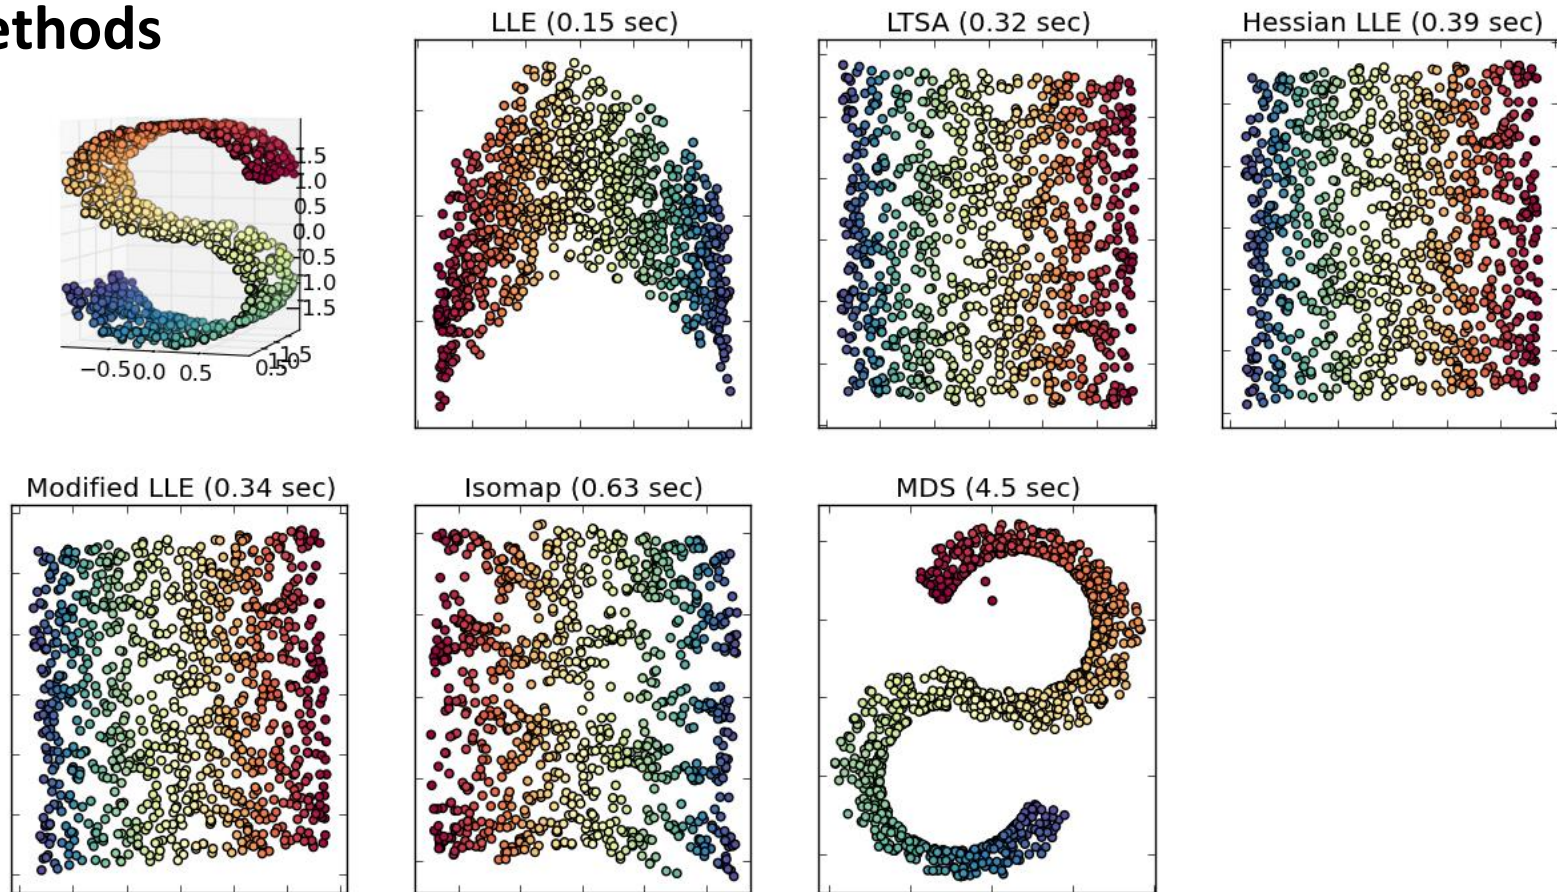 ethods
LLE (0.15 sec)
LTSA (0.32 sec)
Hessian LLE (0.39 sec)
1.5
1.0
0.5
0.0
−0.5
−1.0
−1.5
−0.5 0.0 0.5
Modified LLE (0.34 sec)
Isomap (0.63 sec)
MDS (4.5 sec)